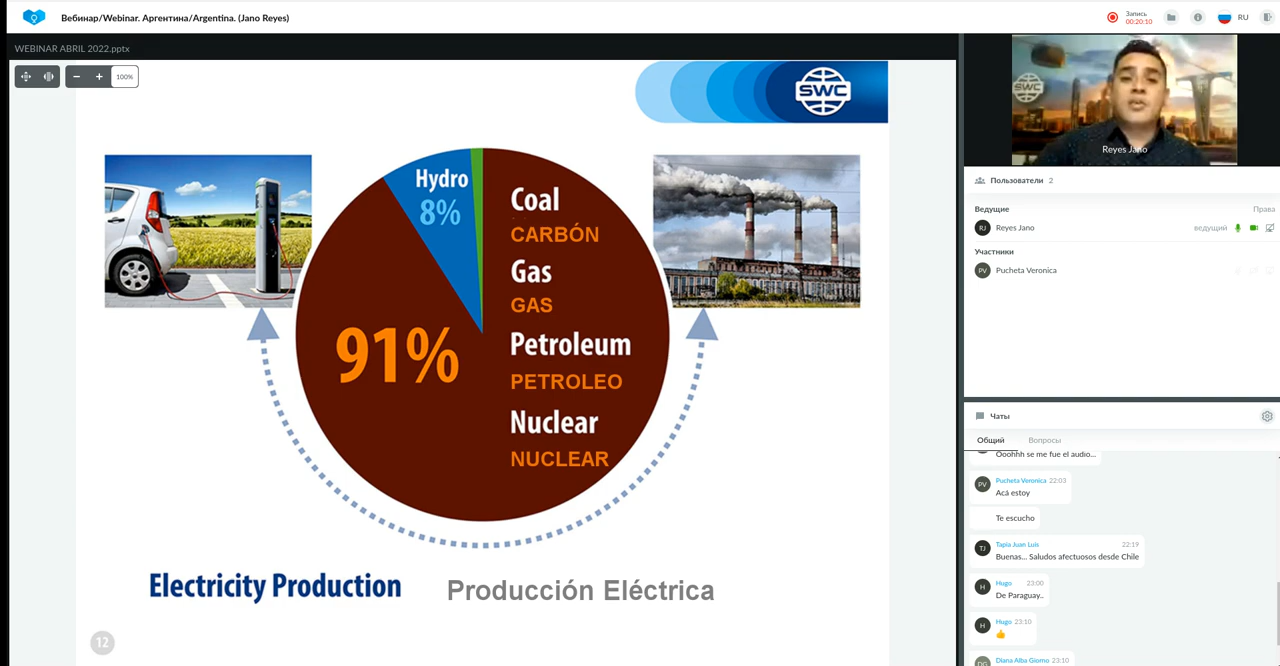 Вебинар/Webinar. Аргентина/Argentina. (Jano Reyes)
Запись
00:20:10
RU
WEBINAR ABRIL 2022.pptx
100%
SWC
Hydro
8%
91%
Coal
CARBÓN
Gas
GAS
Petroleum
PETROLEO
Nuclear
NUCLEAR
Electricity Production
Producción Eléctrica
12
SWC
Reyes Jano
Пользователи 2
Ведущие Права
RJ Reyes Jano ведущий
Участники
PV Pucheta Veronica
Чаты
Общий Вопросы
Ooohhh se me fue el audio...
PV Pucheta Veronica 22:03
Acá estoy
Te escucho
TJ Tapia Juan Luis 22:19
Buenas... Saludos afectuosos desde Chile
H Hugo 23:00
De Paraguay..
H Hugo 23:10
👍
DG Diana Alba Giorno 23:10